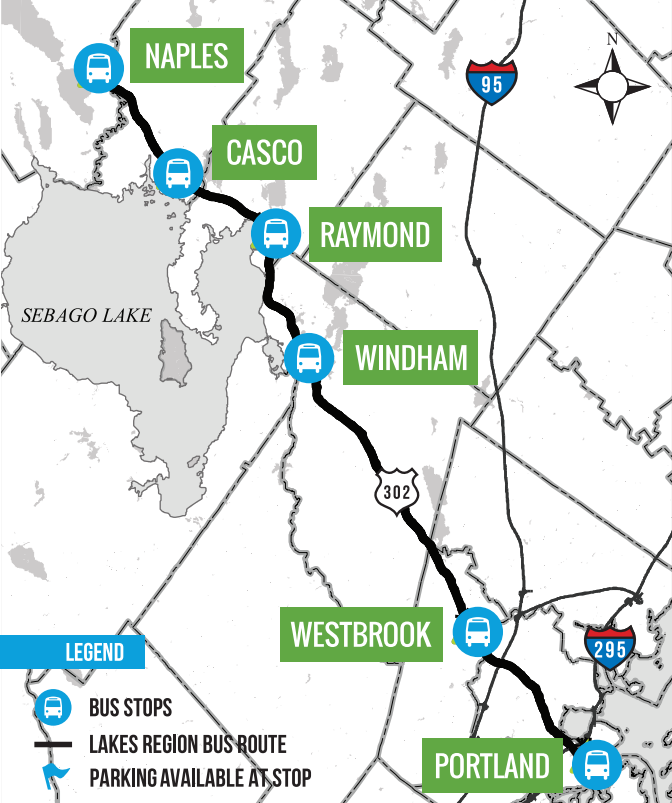 NAPLES
N
95
CASCO
RAYMOND
SEBAGO LAKE
WINDHAM
302
WESTBROOK
295
LEGEND
BUS STOPS
LAKES REGION BUS ROUTE
PARKING AVAILABLE AT STOP
PORTLAND